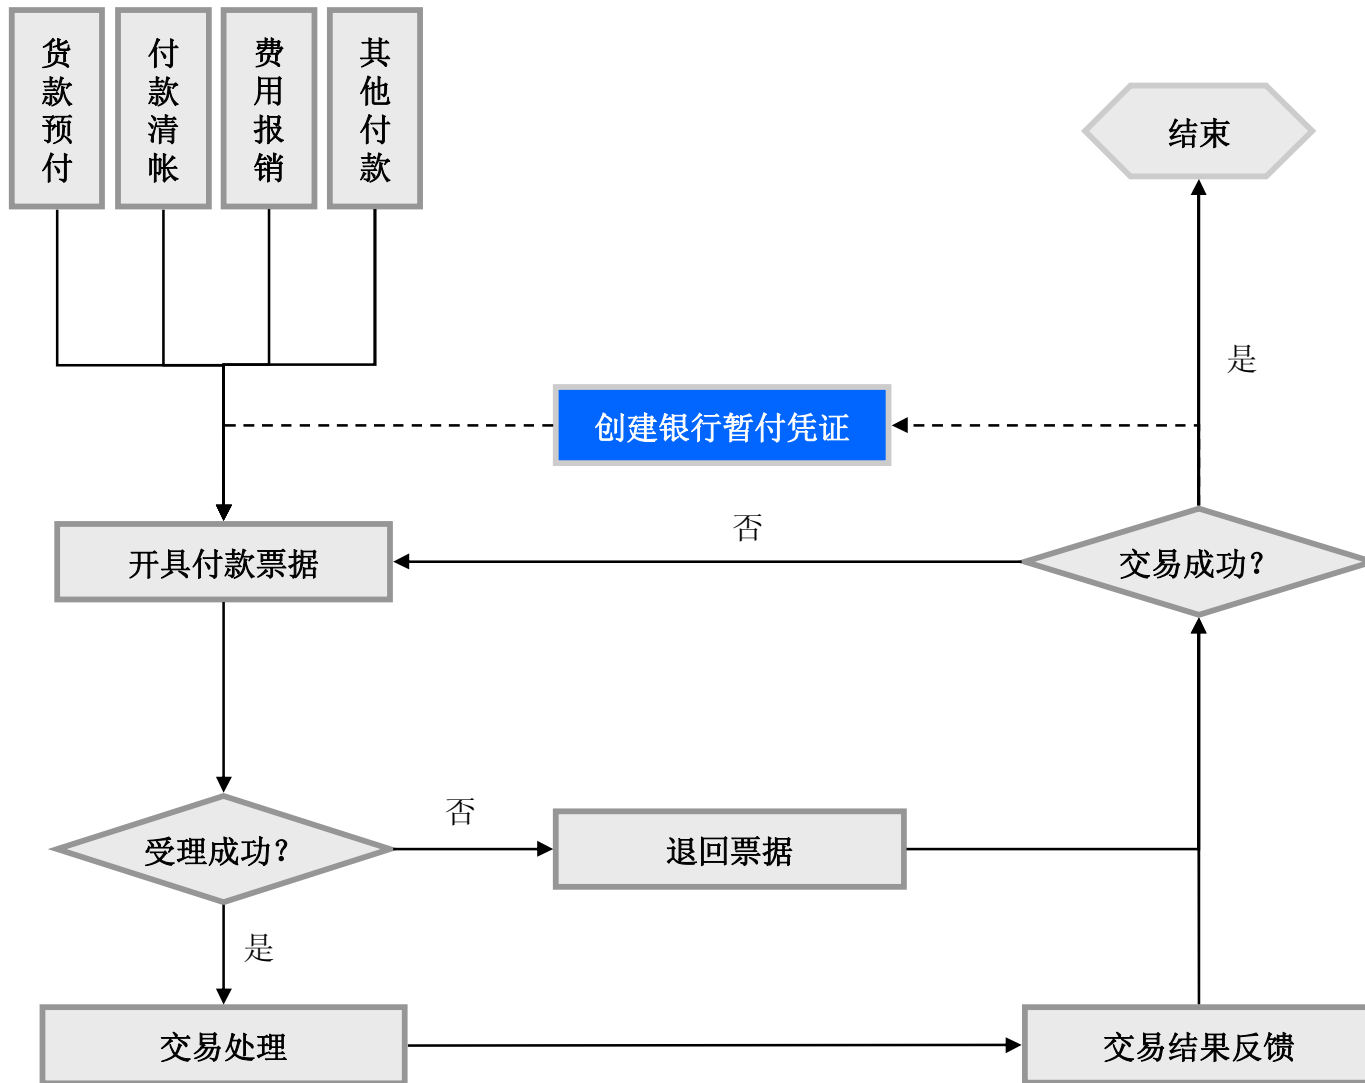 货款预付
付款清帐
费用报销
其他付款
结束
是
创建银行暂付凭证
否
开具付款票据
交易成功?
否
受理成功?
退回票据
是
交易处理
交易结果反馈